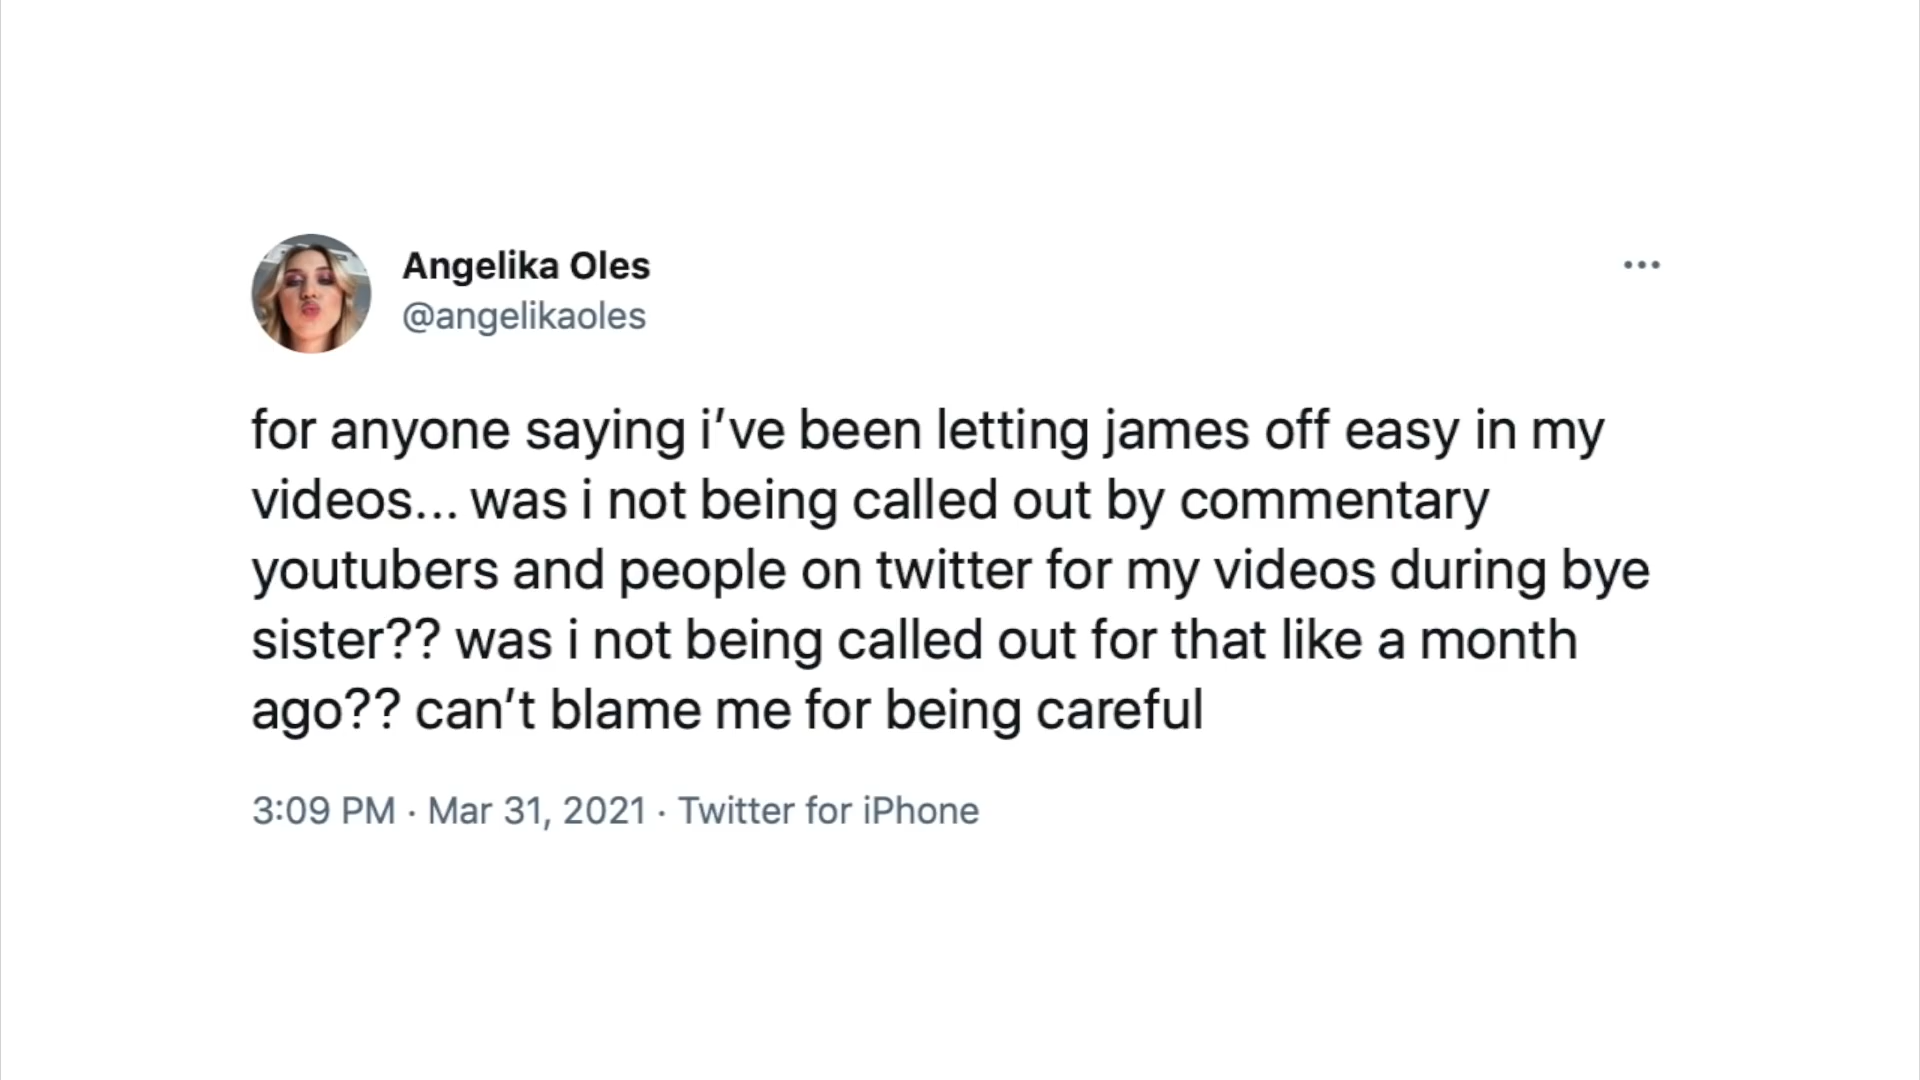 Angelika Oles
@angelikaoles
for anyone saying i’ve been letting james off easy in my
videos... was i not being called out by commentary
youtubers and people on twitter for my videos during bye
sister?? was i not being called out for that like a month
ago?? can’t blame me for being careful
3:09 PM · Mar 31, 2021 · Twitter for iPhone